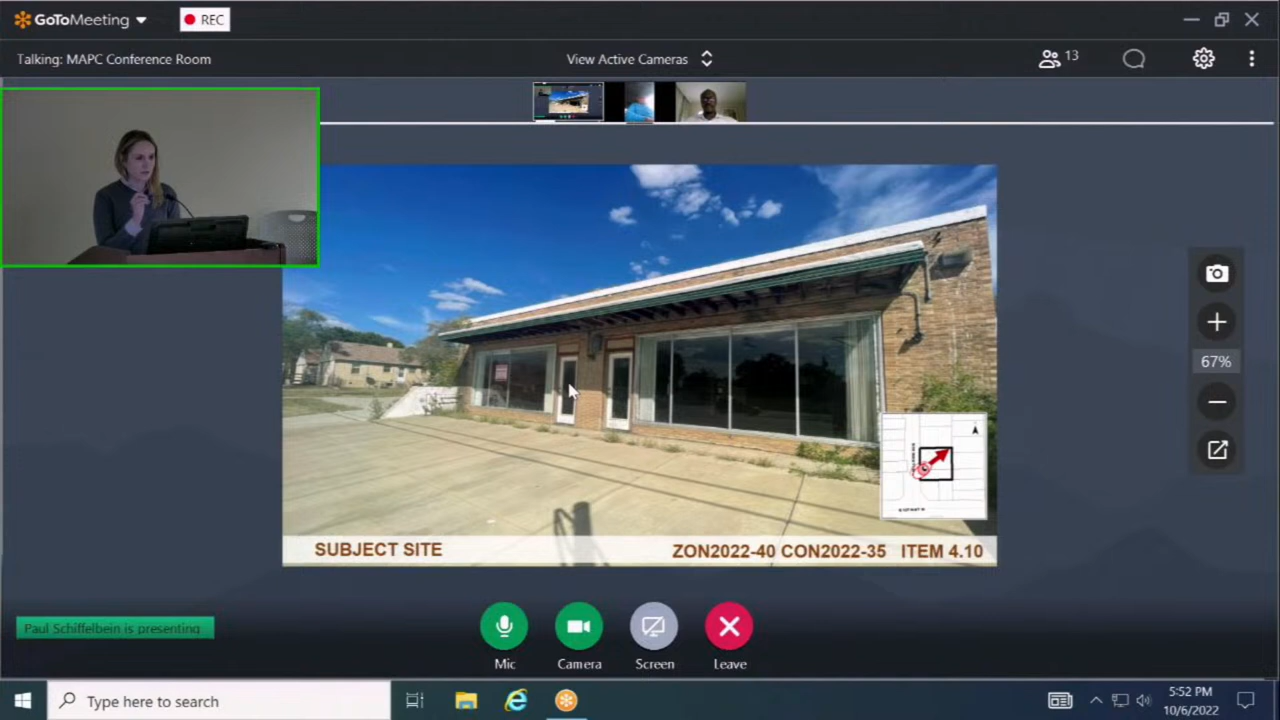 GoToMeeting
REC
Talking: MAPC Conference Room
View Active Cameras
13
67%
SUBJECT SITE
ZON2022-40 CON2022-35 ITEM 4.10
Paul Schiffelbein is presenting
Mic
Camera
Screen
Leave
Type here to search
5:52 PM
10/6/2022